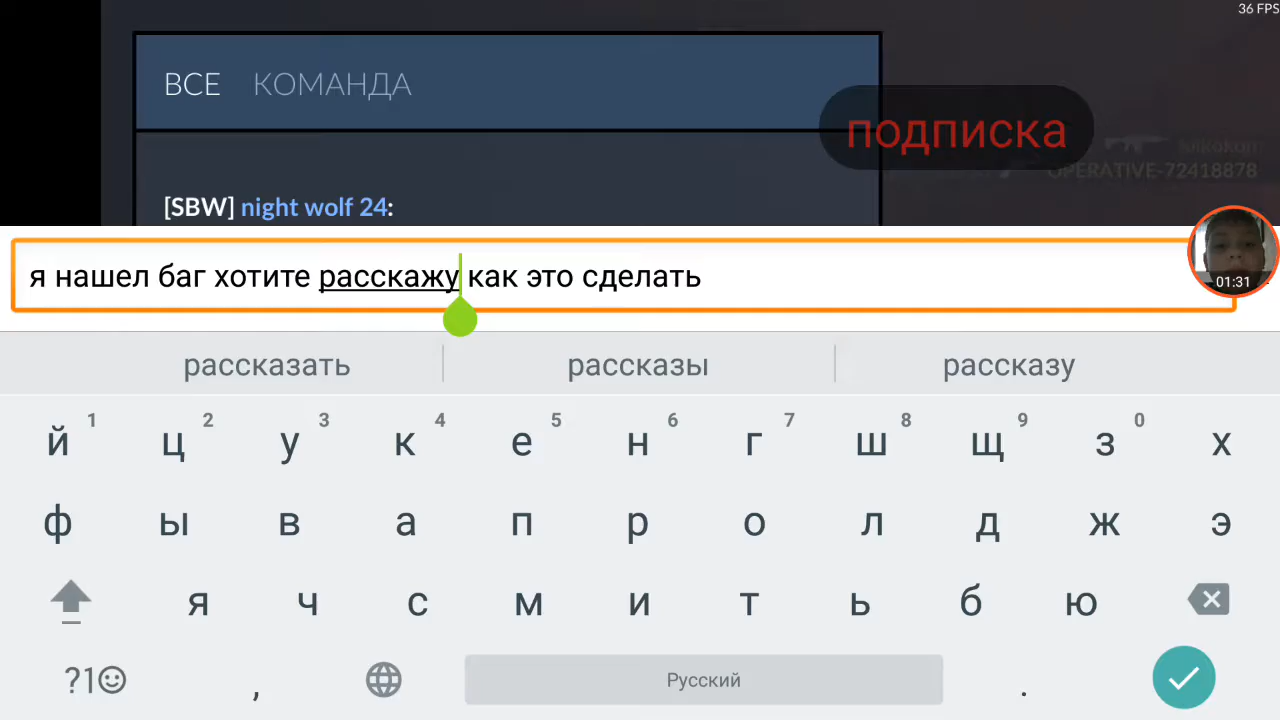 36 FPS
ВСЕ КОМАНДА
подписка
OPERATIVE-72418878
[SBW] night wolf 24:
я нашел баг хотите расскажу как это сделать
01:31
рассказать рассказы расскажу
й 1 ц 2 у 3 к 4 е 5 н 6 г 7 ш 8 щ 9 з 0 х
ф ы в а п р о л д ж э
я ч с м и т ь б ю
?1☺ , Русский .